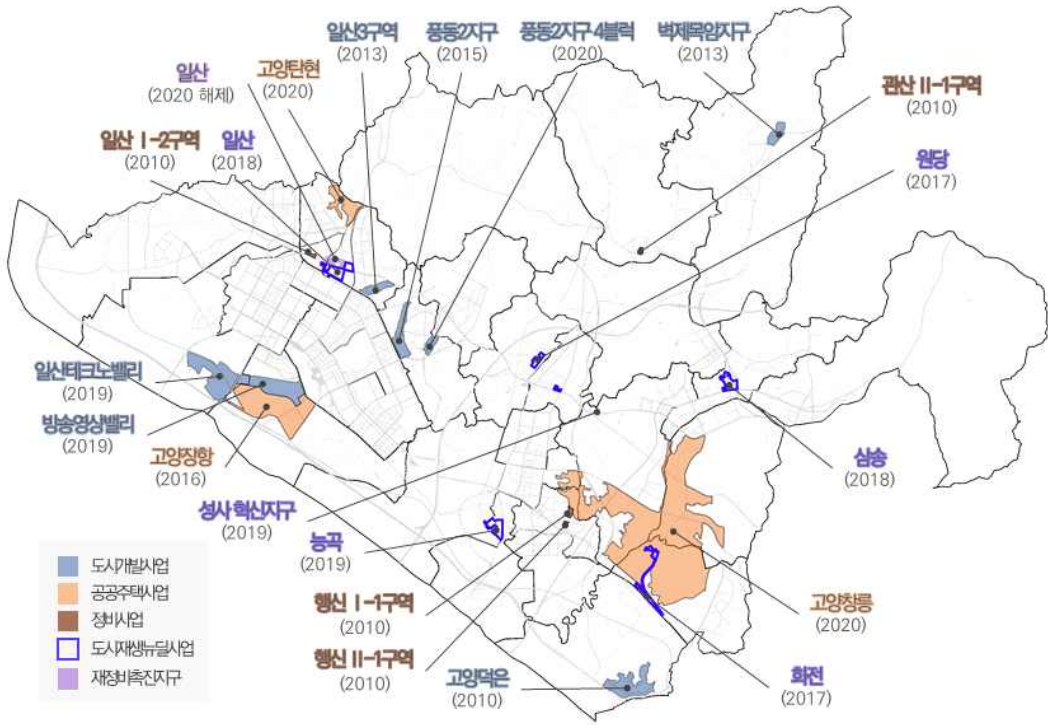 일산3구역
(2013)
풍동2지구
(2015)
풍동2지구 4블럭
(2020)
벽제목암지구
(2013)
일산
(2020 해제)
고양탄현
(2020)
관산 Ⅱ-1구역
(2010)
일산 Ⅰ-2구역
(2010)
일산
(2018)
원당
(2017)
일산테크노밸리
(2019)
방송영상밸리
(2019)
고양장항
(2016)
성사 혁신지구
(2019)
능곡
(2019)
삼송
(2018)
행신 Ⅰ-1구역
(2010)
행신 Ⅱ-1구역
(2010)
고양덕은
(2010)
고양창릉
(2020)
화전
(2017)
도시개발사업
공공주택사업
정비사업
도시재생뉴딜사업
재정비촉진지구